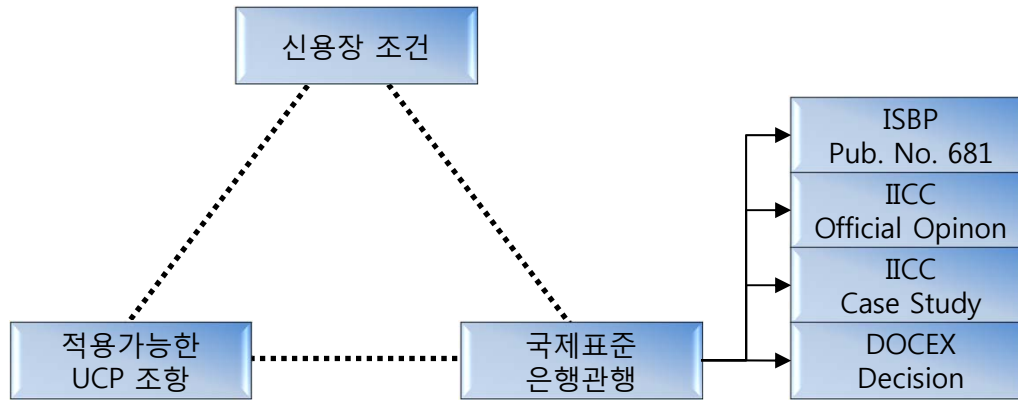 신용장 조건
ISBP
Pub. No. 681
IICC
Official Opinon
IICC
Case Study
DOCEX
Decision
적용가능한
UCP 조항
국제표준
은행관행